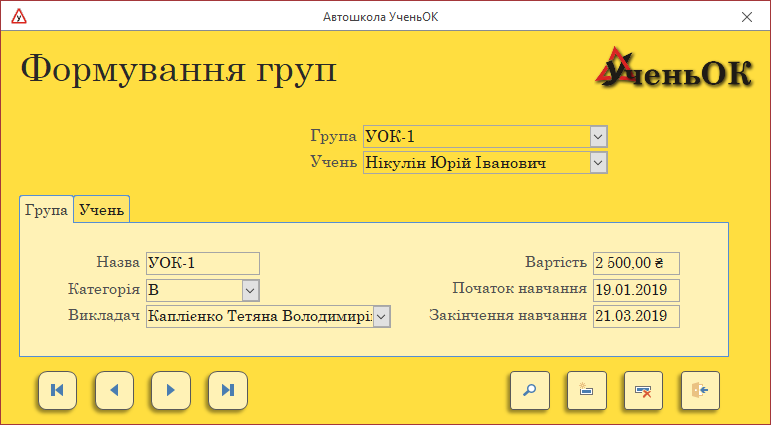 Автошкола УченьОК
Формування груп
УченьОК
Група УОК-1
Учень Нікулін Юрій Іванович
Група Учень
Назва УОК-1 Вартість 2 500,00 ₴
Категорія B Початок навчання 19.01.2019
Викладач Каплієнко Тетяна Володимирі Закінчення навчання 21.03.2019